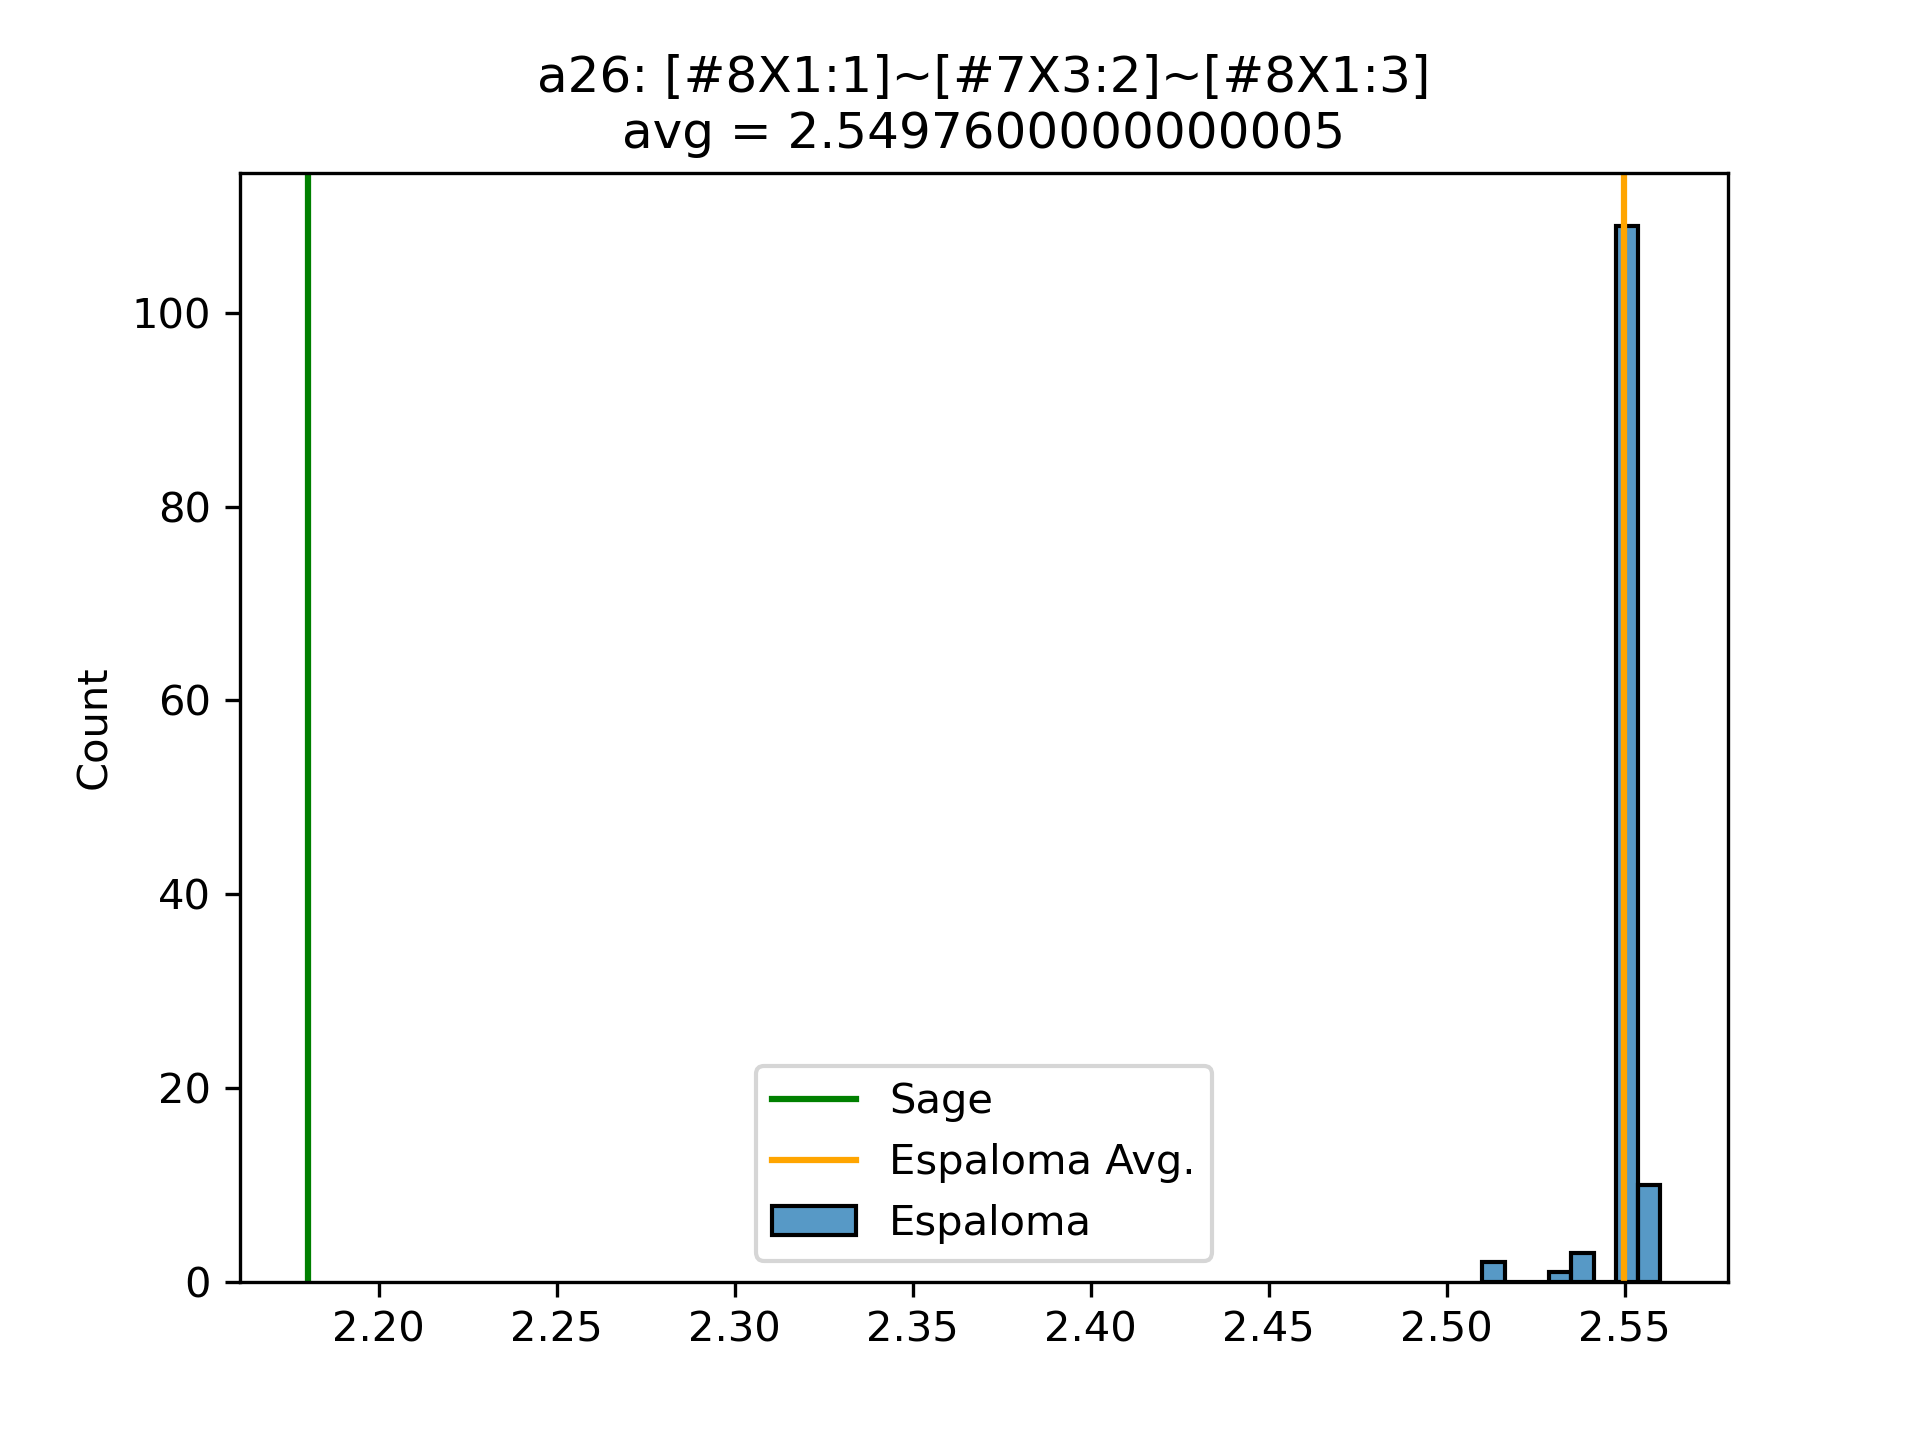 a26: [#8X1:1]~[#7X3:2]~[#8X1:3]
avg = 2.5497600000000005
100
80
60
40
20
0
Count
Sage
Espaloma Avg.
Espaloma
2.20 2.25 2.30 2.35 2.40 2.45 2.50 2.55